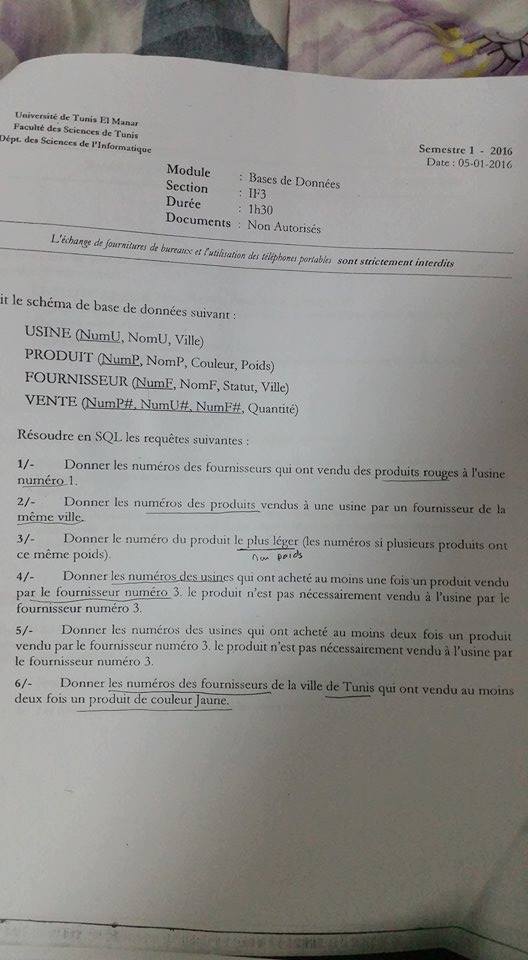 Université de Tunis El Manar
Faculté des Sciences de Tunis
Dépt. des Sciences de l'Informatique
Semestre 1 - 2016
Date : 05-01-2016
Module : Bases de Données
Section : IF3
Durée : 1h30
Documents : Non Autorisés
L'échange de fournitures de bureaux et l'utilisation des téléphones portables sont strictement interdits
it le schéma de base de données suivant :
USINE (NumU, NomU, Ville)
PRODUIT (NumP, NomP, Couleur, Poids)
FOURNISSEUR (NumF, NomF, Statut, Ville)
VENTE (NumP#, NumU#, NumF#, Quantité)
Résoudre en SQL les requêtes suivantes :
1/- Donner les numéros des fournisseurs qui ont vendu des produits rouges à l'usine
numéro 1.
2/- Donner les numéros des produits vendus à une usine par un fournisseur de la
même ville.
3/- Donner le numéro du produit le plus léger (les numéros si plusieurs produits ont
ce même poids).
poids
4/- Donner les numéros des usines qui ont acheté au moins une fois un produit vendu
par le fournisseur numéro 3. le produit n'est pas nécessairement vendu à l'usine par le
fournisseur numéro 3.
5/- Donner les numéros des usines qui ont acheté au moins deux fois un produit
vendu par le fournisseur numéro 3. le produit n'est pas nécessairement vendu à l'usine par
le fournisseur numéro 3.
6/- Donner les numéros des fournisseurs de la ville de Tunis qui ont vendu au moins
deux fois un produit de couleur Jaune.